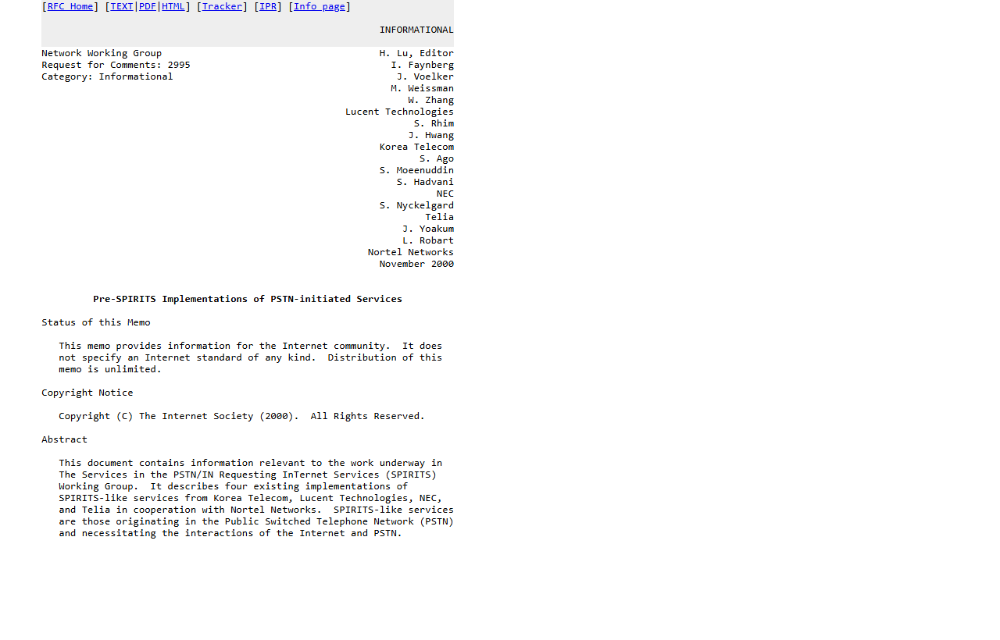 [RFC Home] [TEXT|PDF|HTML] [Tracker] [IPR] [Info page]
INFORMATIONAL
Network Working Group H. Lu, Editor
Request for Comments: 2995 I. Faynberg
Category: Informational J. Voelker
M. Weissman
W. Zhang
Lucent Technologies
S. Rhim
J. Hwang
Korea Telecom
S. Ago
S. Moeenuddin
S. Hadvani
NEC
S. Nyckelgard
Telia
J. Yoakum
L. Robart
Nortel Networks
November 2000
Pre-SPIRITS Implementations of PSTN-initiated Services
Status of this Memo
This memo provides information for the Internet community. It does
not specify an Internet standard of any kind. Distribution of this
memo is unlimited.
Copyright Notice
Copyright (C) The Internet Society (2000). All Rights Reserved.
Abstract
This document contains information relevant to the work underway in
The Services in the PSTN/IN Requesting InTernet Services (SPIRITS)
Working Group. It describes four existing implementations of
SPIRITS-like services from Korea Telecom, Lucent Technologies, NEC,
and Telia in cooperation with Nortel Networks. SPIRITS-like services
are those originating in the Public Switched Telephone Network (PSTN)
and necessitating the interactions of the Internet and PSTN.